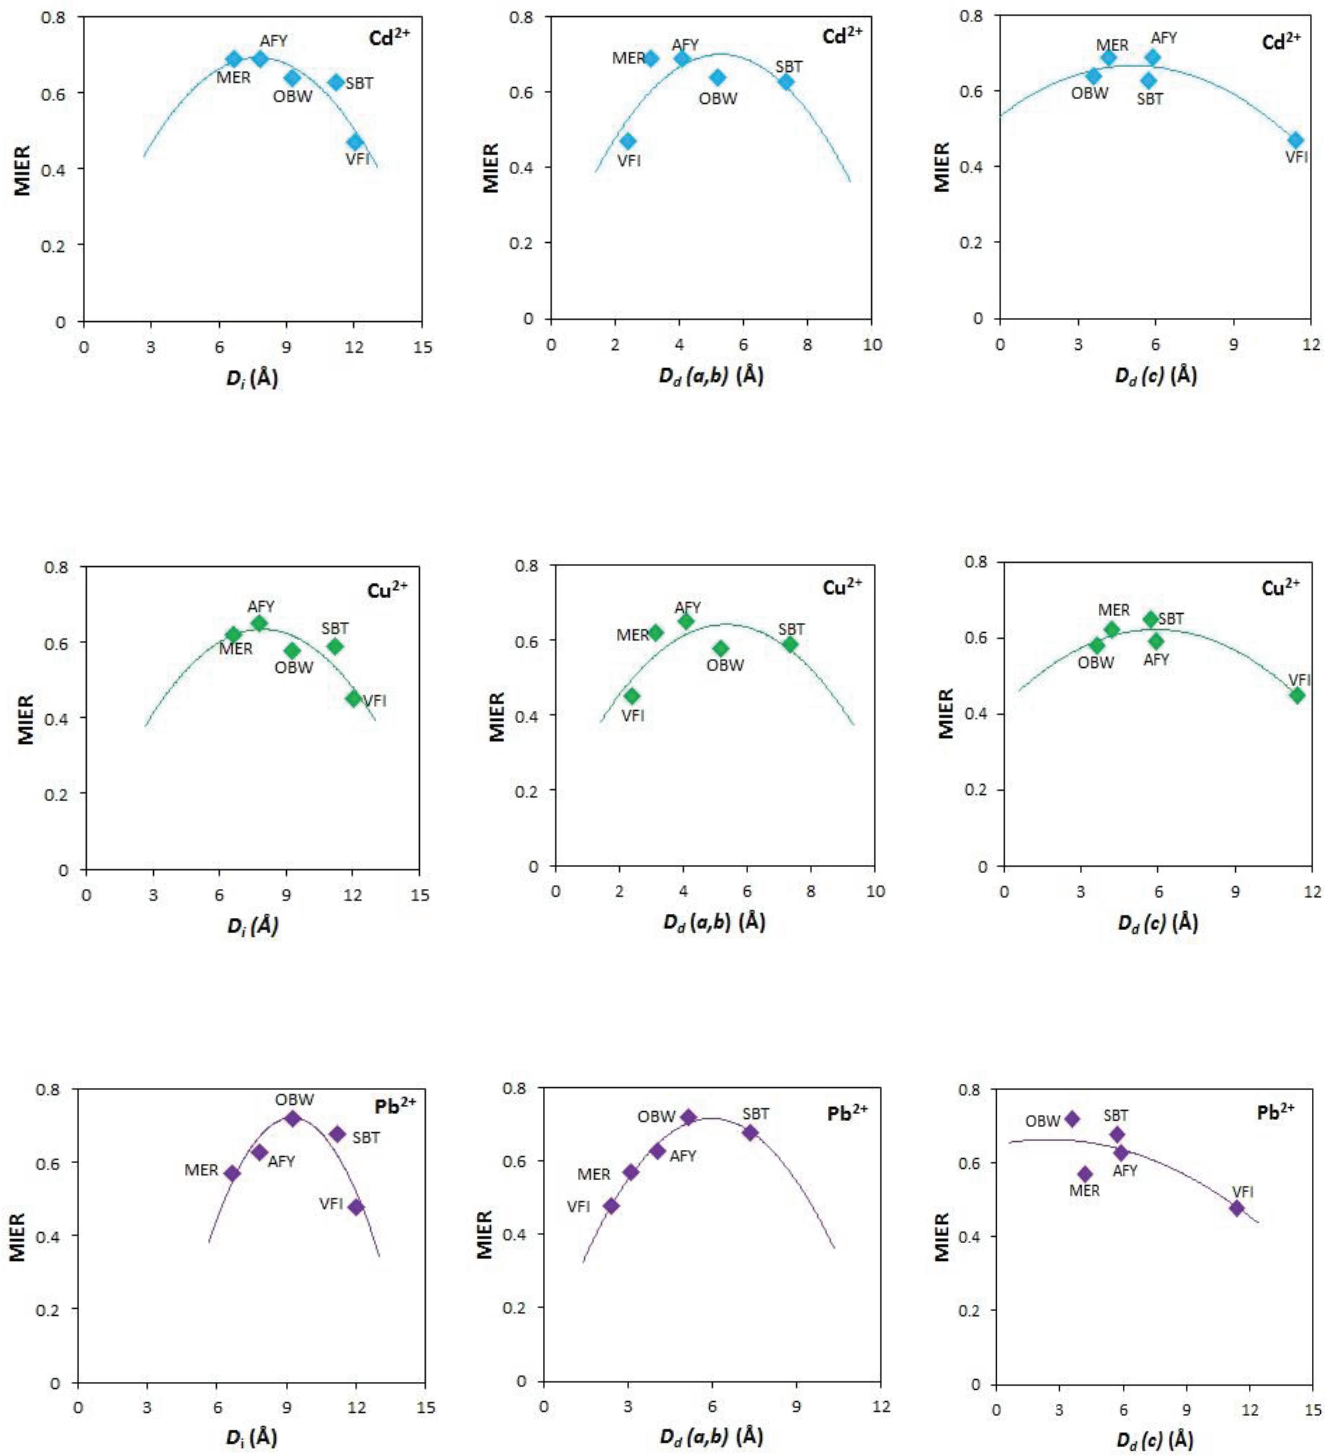 0.8
Cd2+
AFY
MER
OBW
SBT
0.6
VFI
0.4
0.2
0
MIER
0 3 6 9 12 15
Di (Å)
0.8
Cd2+
MER
AFY
OBW
SBT
0.6
VFI
0.4
0.2
0
MIER
0 2 4 6 8 10
Dd (a,b) (Å)
0.8
Cd2+
MER
AFY
OBW
SBT
0.6
VFI
0.4
0.2
0
MIER
0 3 6 9 12
Dd (c) (Å)
0.8
Cu2+
AFY
MER
OBW
SBT
0.6
VFI
0.4
0.2
0
MIER
0 3 6 9 12 15
Di (Å)
0.8
Cu2+
AFY
MER
OBW
SBT
0.6
VFI
0.4
0.2
0
MIER
0 2 4 6 8 10
Dd (a,b) (Å)
0.8
Cu2+
MER
SBT
OBW
AFY
0.6
VFI
0.4
0.2
0
MIER
0 3 6 9 12
Dd (c) (Å)
0.8
Pb2+
OBW
SBT
AFY
MER
0.6
VFI
0.4
0.2
0
MIER
0 3 6 9 12 15
Di (Å)
0.8
Pb2+
OBW
SBT
AFY
MER
0.6
VFI
0.4
0.2
0
MIER
0 3 6 9 12
Dd (a,b) (Å)
0.8
Pb2+
OBW
SBT
AFY
MER
0.6
VFI
0.4
0.2
0
MIER
0 3 6 9 12 15
Dd (c) (Å)